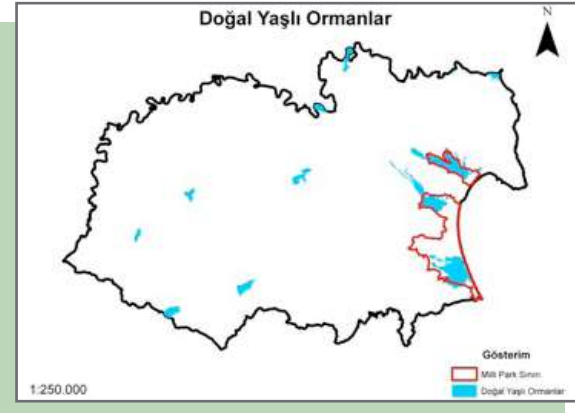 Doğal Yaşlı Ormanlar
N
Gösterim
Milli Park Sınırı
Doğal Yaşlı Ormanlar
1:250.000